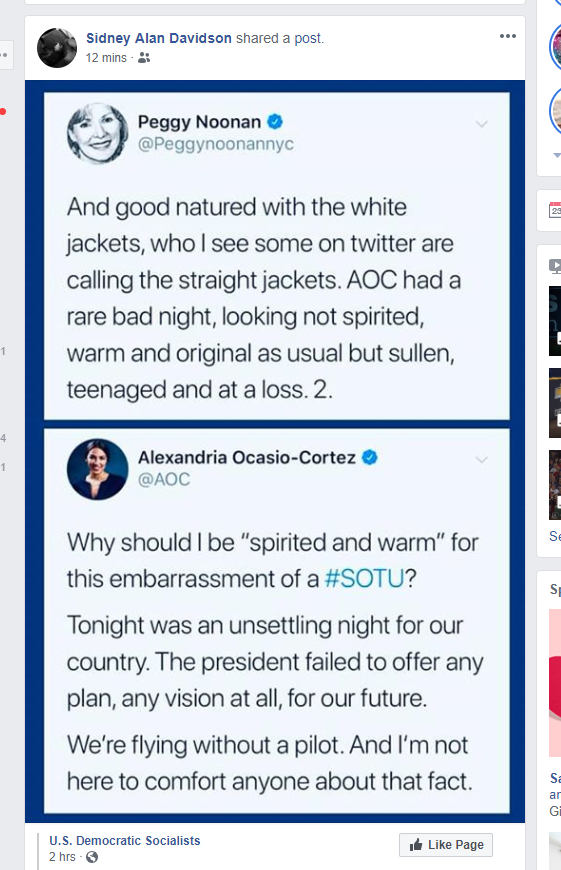 Sidney Alan Davidson shared a post.
12 mins ·
Peggy Noonan
@Peggynoonannyc
And good natured with the white
jackets, who I see some on twitter are
calling the straight jackets. AOC had a
rare bad night, looking not spirited,
warm and original as usual but sullen,
teenaged and at a loss. 2.
Alexandria Ocasio-Cortez
@AOC
Why should I be “spirited and warm” for
this embarrassment of a #SOTU?
Tonight was an unsettling night for our
country. The president failed to offer any
plan, any vision at all, for our future.
We’re flying without a pilot. And I’m not
here to comfort anyone about that fact.
U.S. Democratic Socialists
2 hrs ·
Like Page
1
4
1
23
Se
Sp
Sa
an
Gi